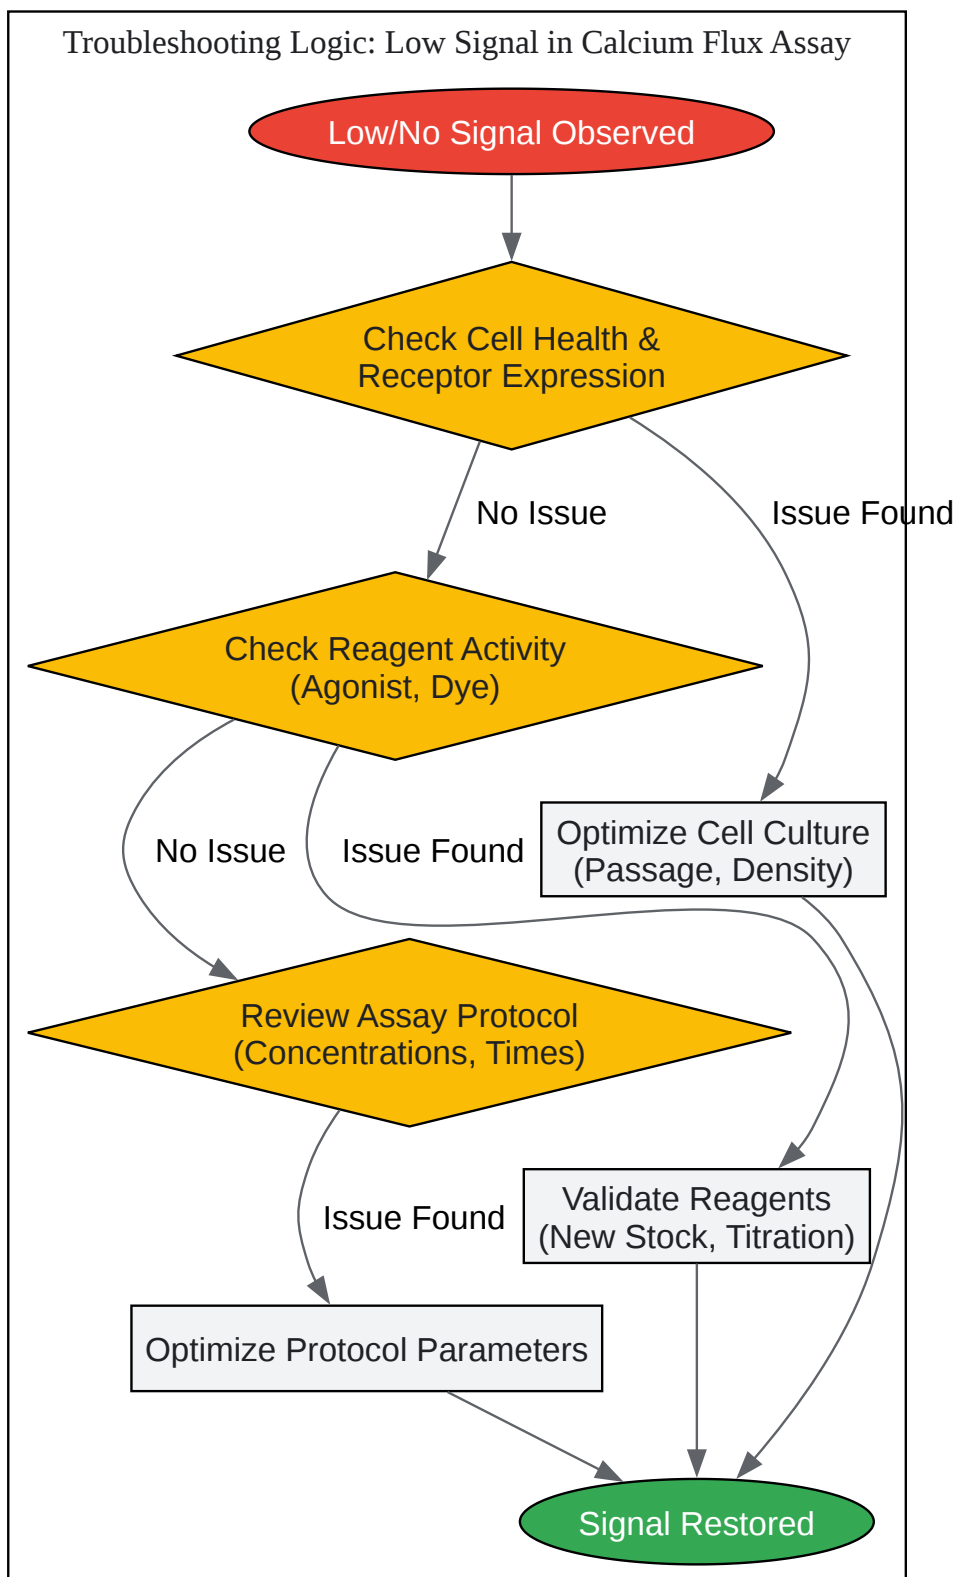 Troubleshooting Logic: Low Signal in Calcium Flux Assay
Low/No Signal Observed
Check Cell Health &
Receptor Expression
No Issue
Issue Found
Check Reagent Activity
(Agonist, Dye)
No Issue
Issue Found
Optimize Cell Culture
(Passage, Density)
Review Assay Protocol
(Concentrations, Times)
Issue Found
Validate Reagents
(New Stock, Titration)
Optimize Protocol Parameters
Signal Restored